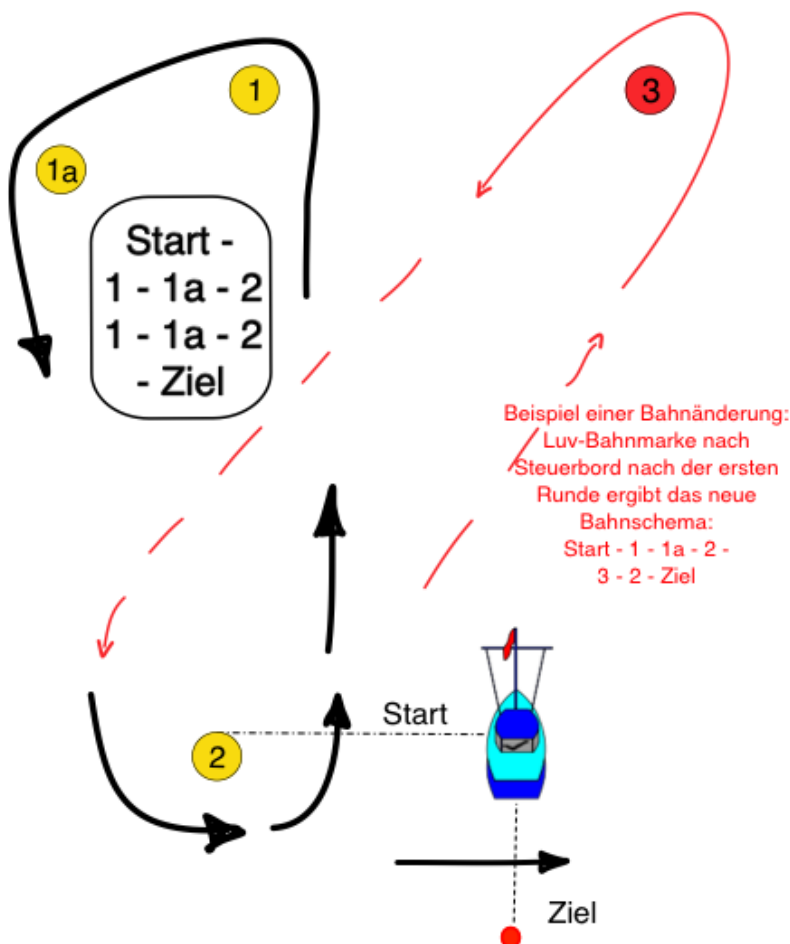 1
3
1a
Start -
1 - 1a - 2
1 - 1a - 2
- Ziel
Beispiel einer Bahnänderung:
Luv-Bahnmarke nach
Steuerbord nach der ersten
Runde ergibt das neue
Bahnschema:
Start - 1 - 1a - 2 -
3 - 2 - Ziel
Start
2
Ziel